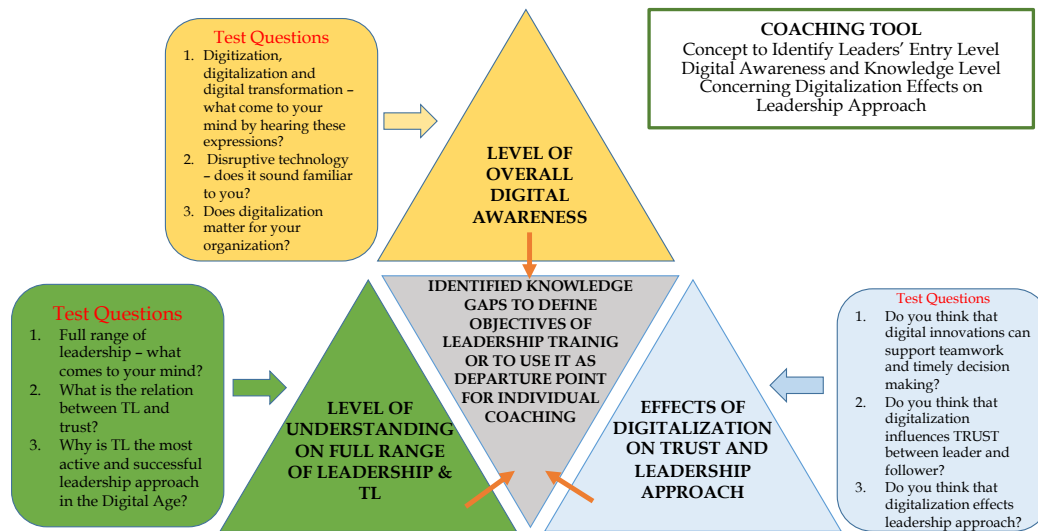 Test Questions
1. Digitization,
digitalization and
digital transformation –
what come to your
mind by hearing these
expressions?
2. Disruptive technology
– does it sound familiar
to you?
3. Does digitalization
matter for your
organization?
COACHING TOOL
Concept to Identify Leaders’ Entry Level
Digital Awareness and Knowledge Level
Concerning Digitalization Effects on
Leadership Approach
LEVEL OF
OVERALL
DIGITAL
AWARENESS
IDENTIFIED KNOWLEDGE
GAPS TO DEFINE
OBJECTIVES OF
LEADERSHIP TRAINIG
OR TO USE IT AS
DEPARTURE POINT
FOR INDIVIDUAL
COACHING
Test Questions
1. Full range of
leadership – what
comes to your mind?
2. What is the relation
between TL and
trust?
3. Why is TL the most
active and successful
leadership approach
in the Digital Age?
LEVEL OF
UNDERSTANDING
ON FULL RANGE
OF LEADERSHIP &
TL
EFFECTS OF
DIGITALIZATION
ON TRUST AND
LEADERSHIP
APPROACH
Test Questions
1. Do you think that
digital innovations can
support teamwork
and timely decision
making?
2. Do you think that
digitalization
influences TRUST
between leader and
follower?
3. Do you think that
digitalization effects
leadership approach?